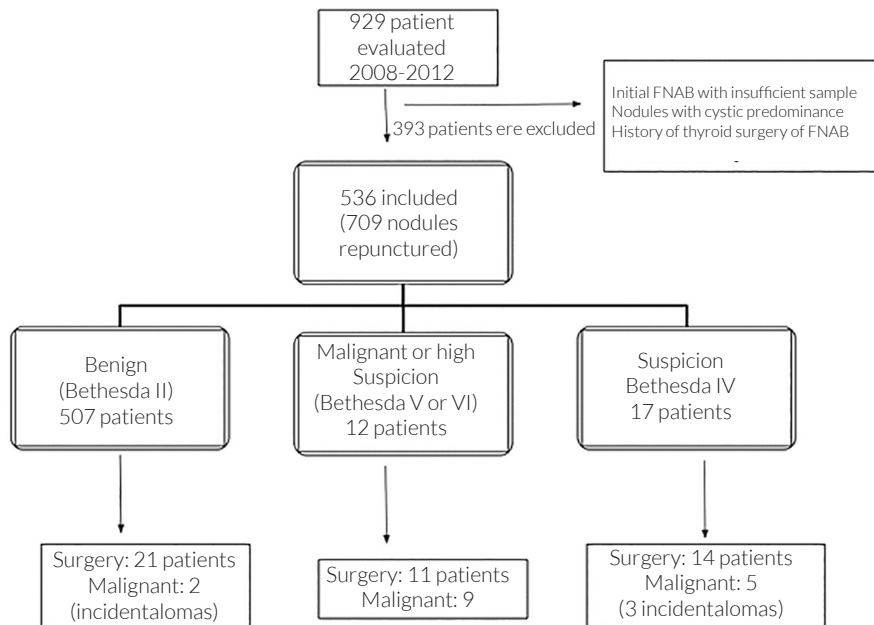 929 patient
evaluated
2008-2012
Initial FNAB with insufficient sample
Nodules with cystic predominance
History of thyroid surgery of FNAB
-
393 patients ere excluded
536 included
(709 nodules
repunctured)
Benign
(Bethesda II)
507 patients
Malignant or high
Suspicion
(Bethesda V or VI)
12 patients
Suspicion
Bethesda IV
17 patients
Surgery: 21 patients
Malignant: 2
(incidentalomas)
Surgery: 11 patients
Malignant: 9
Surgery: 14 patients
Malignant: 5
(3 incidentalomas)